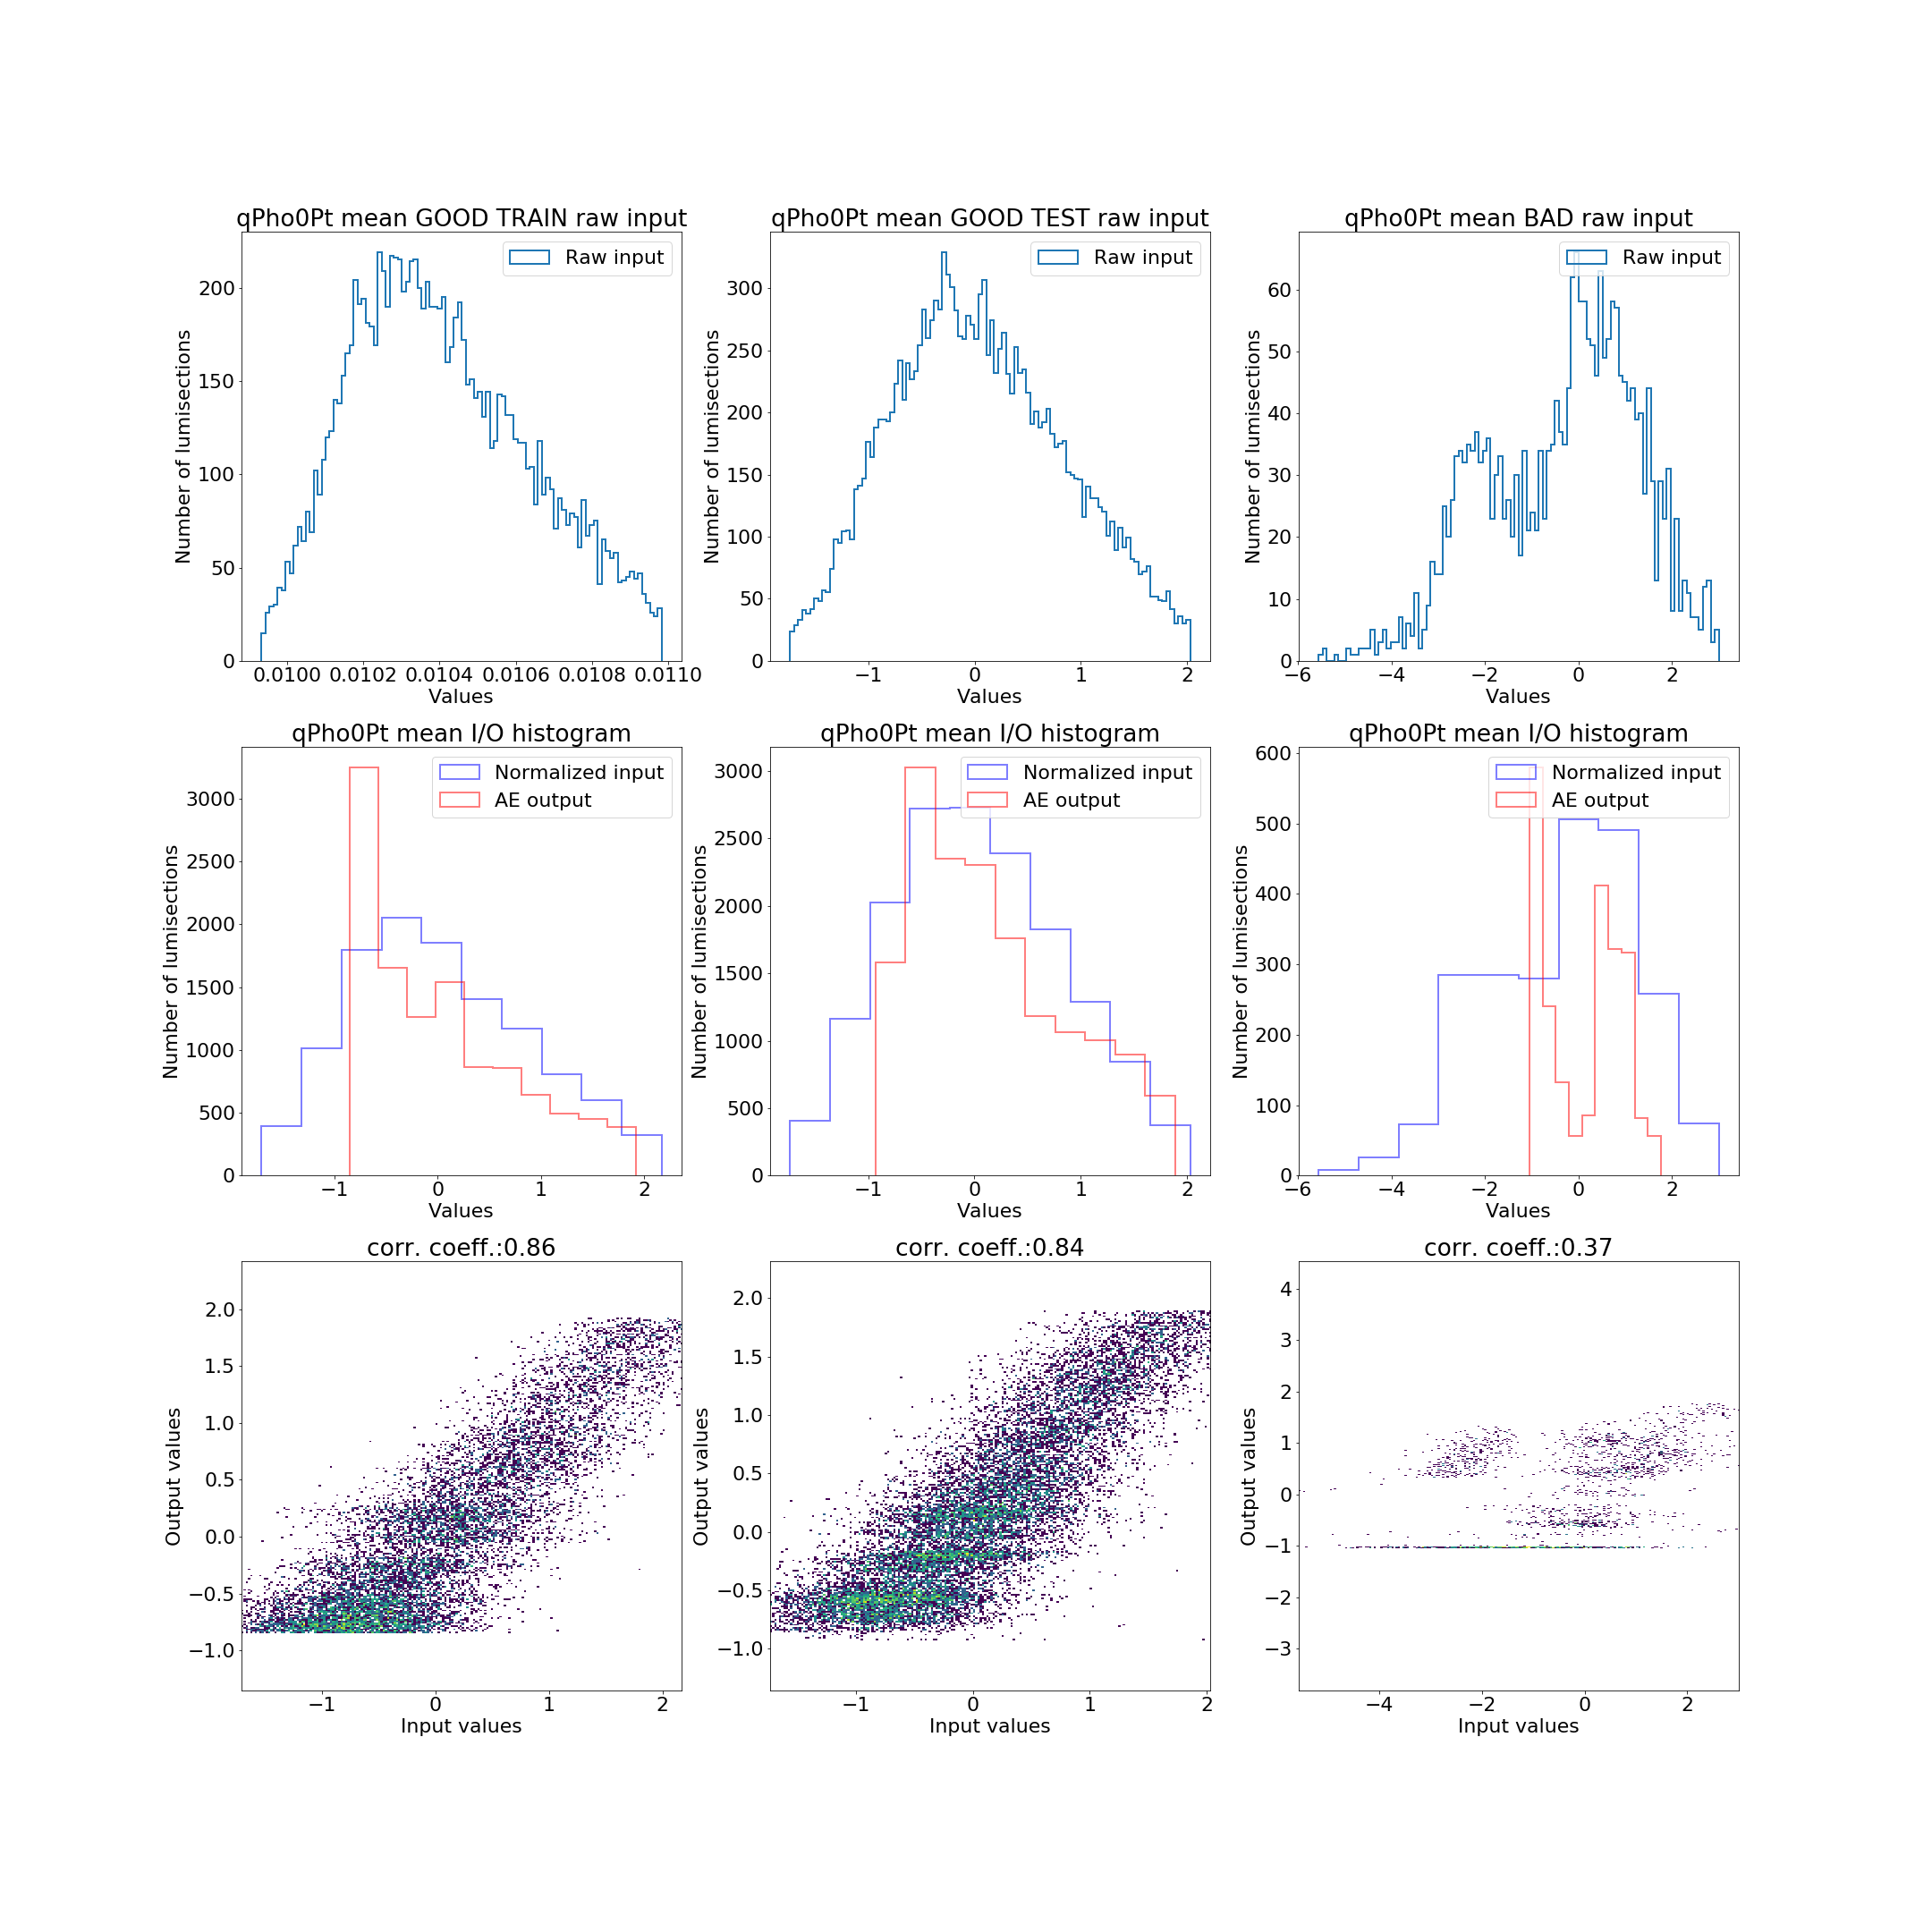 qPho0Pt mean GOOD TRAIN raw input
Raw input
200
150
100
50
0
0.0100 0.0102 0.0104 0.0106 0.0108 0.0110
Values
Number of lumisections
qPho0Pt mean GOOD TEST raw input
Raw input
300
250
200
150
100
50
0
−1 0 1 2
Values
Number of lumisections
qPho0Pt mean BAD raw input
Raw input
60
50
40
30
20
10
0
−6 −4 −2 0 2
Values
Number of lumisections
qPho0Pt mean I/O histogram
Normalized input
AE output
3000
2500
2000
1500
1000
500
0
−1 0 1 2
Values
Number of lumisections
qPho0Pt mean I/O histogram
Normalized input
AE output
3000
2500
2000
1500
1000
500
0
−1 0 1 2
Values
Number of lumisections
qPho0Pt mean I/O histogram
Normalized input
AE output
600
500
400
300
200
100
0
−6 −4 −2 0 2
Values
Number of lumisections
corr. coeff.:0.86
2.0
1.5
1.0
0.5
0.0
−0.5
−1.0
−1 0 1 2
Input values
Output values
corr. coeff.:0.84
2.0
1.5
1.0
0.5
0.0
−0.5
−1.0
−1 0 1 2
Input values
Output values
corr. coeff.:0.37
4
3
2
1
0
−1
−2
−3
−4 −2 0 2
Input values
Output values